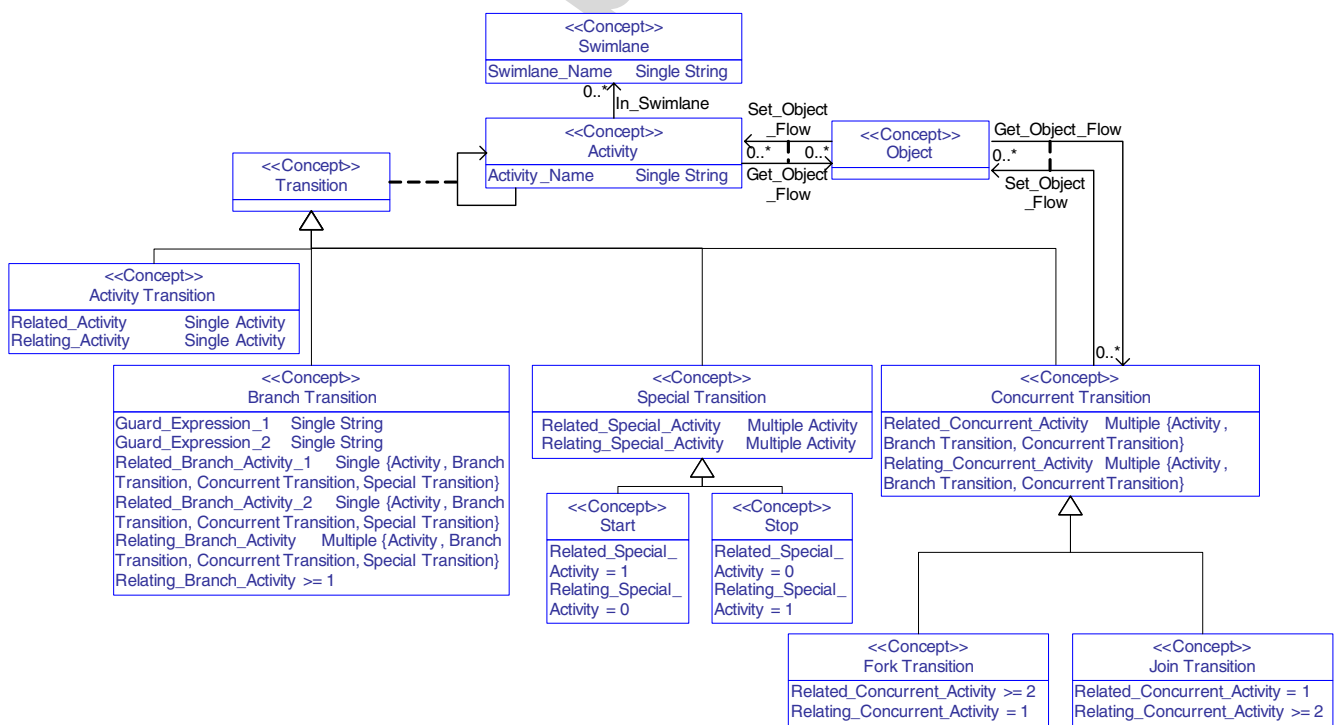 <<Concept>>
Swimlane
Swimlane_Name Single String
0..*
In_Swimlane
<<Concept>>
Activity
Activity_Name Single String
Set_Object
_Flow
0..* 0..*
Get_Object
_Flow
<<Concept>>
Object
Get_Object_Flow
0..*
Set_Object
_Flow
0..*
<<Concept>>
Transition
<<Concept>>
Activity Transition
Related_Activity Single Activity
Relating_Activity Single Activity
<<Concept>>
Branch Transition
Guard_Expression_1 Single String
Guard_Expression_2 Single String
Related_Branch_Activity_1 Single {Activity, Branch
Transition, Concurrent Transition, Special Transition}
Related_Branch_Activity_2 Single {Activity, Branch
Transition, Concurrent Transition, Special Transition}
Relating_Branch_Activity Multiple {Activity, Branch
Transition, Concurrent Transition, Special Transition}
Relating_Branch_Activity >= 1
<<Concept>>
Special Transition
Related_Special_Activity Multiple Activity
Relating_Special_Activity Multiple Activity
<<Concept>>
Start
Related_Special_
Activity = 1
Relating_Special_
Activity = 0
<<Concept>>
Stop
Related_Special_
Activity = 0
Relating_Special_
Activity = 1
<<Concept>>
Concurrent Transition
Related_Concurrent_Activity Multiple {Activity,
Branch Transition, Concurrent Transition}
Relating_Concurrent_Activity Multiple {Activity,
Branch Transition, Concurrent Transition}
<<Concept>>
Fork Transition
Related_Concurrent_Activity >= 2
Relating_Concurrent_Activity = 1
<<Concept>>
Join Transition
Related_Concurrent_Activity = 1
Relating_Concurrent_Activity >= 2